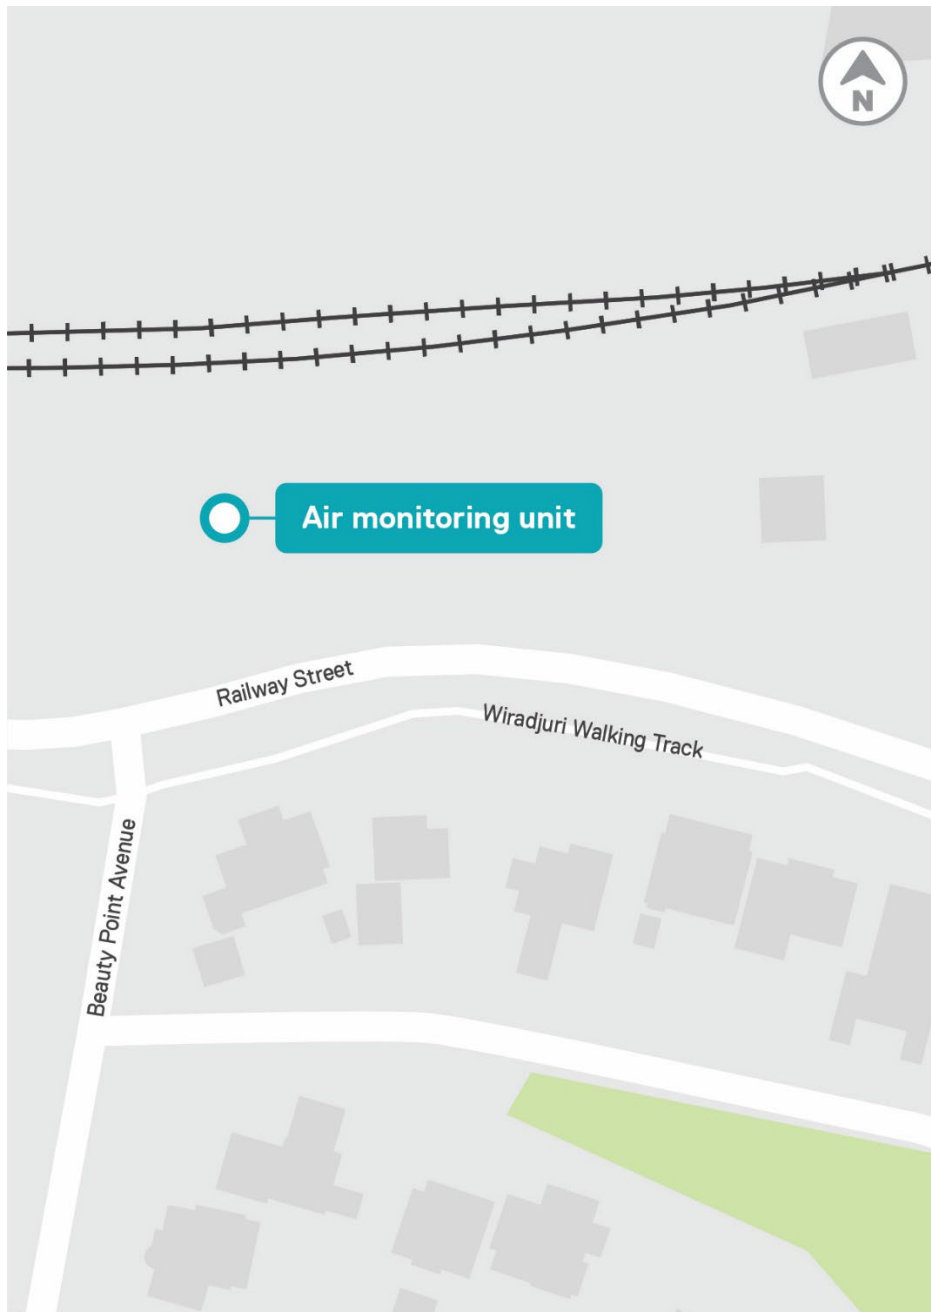 N
Air monitoring unit
Railway Street
Wiradjuri Walking Track
Beauty Point Avenue